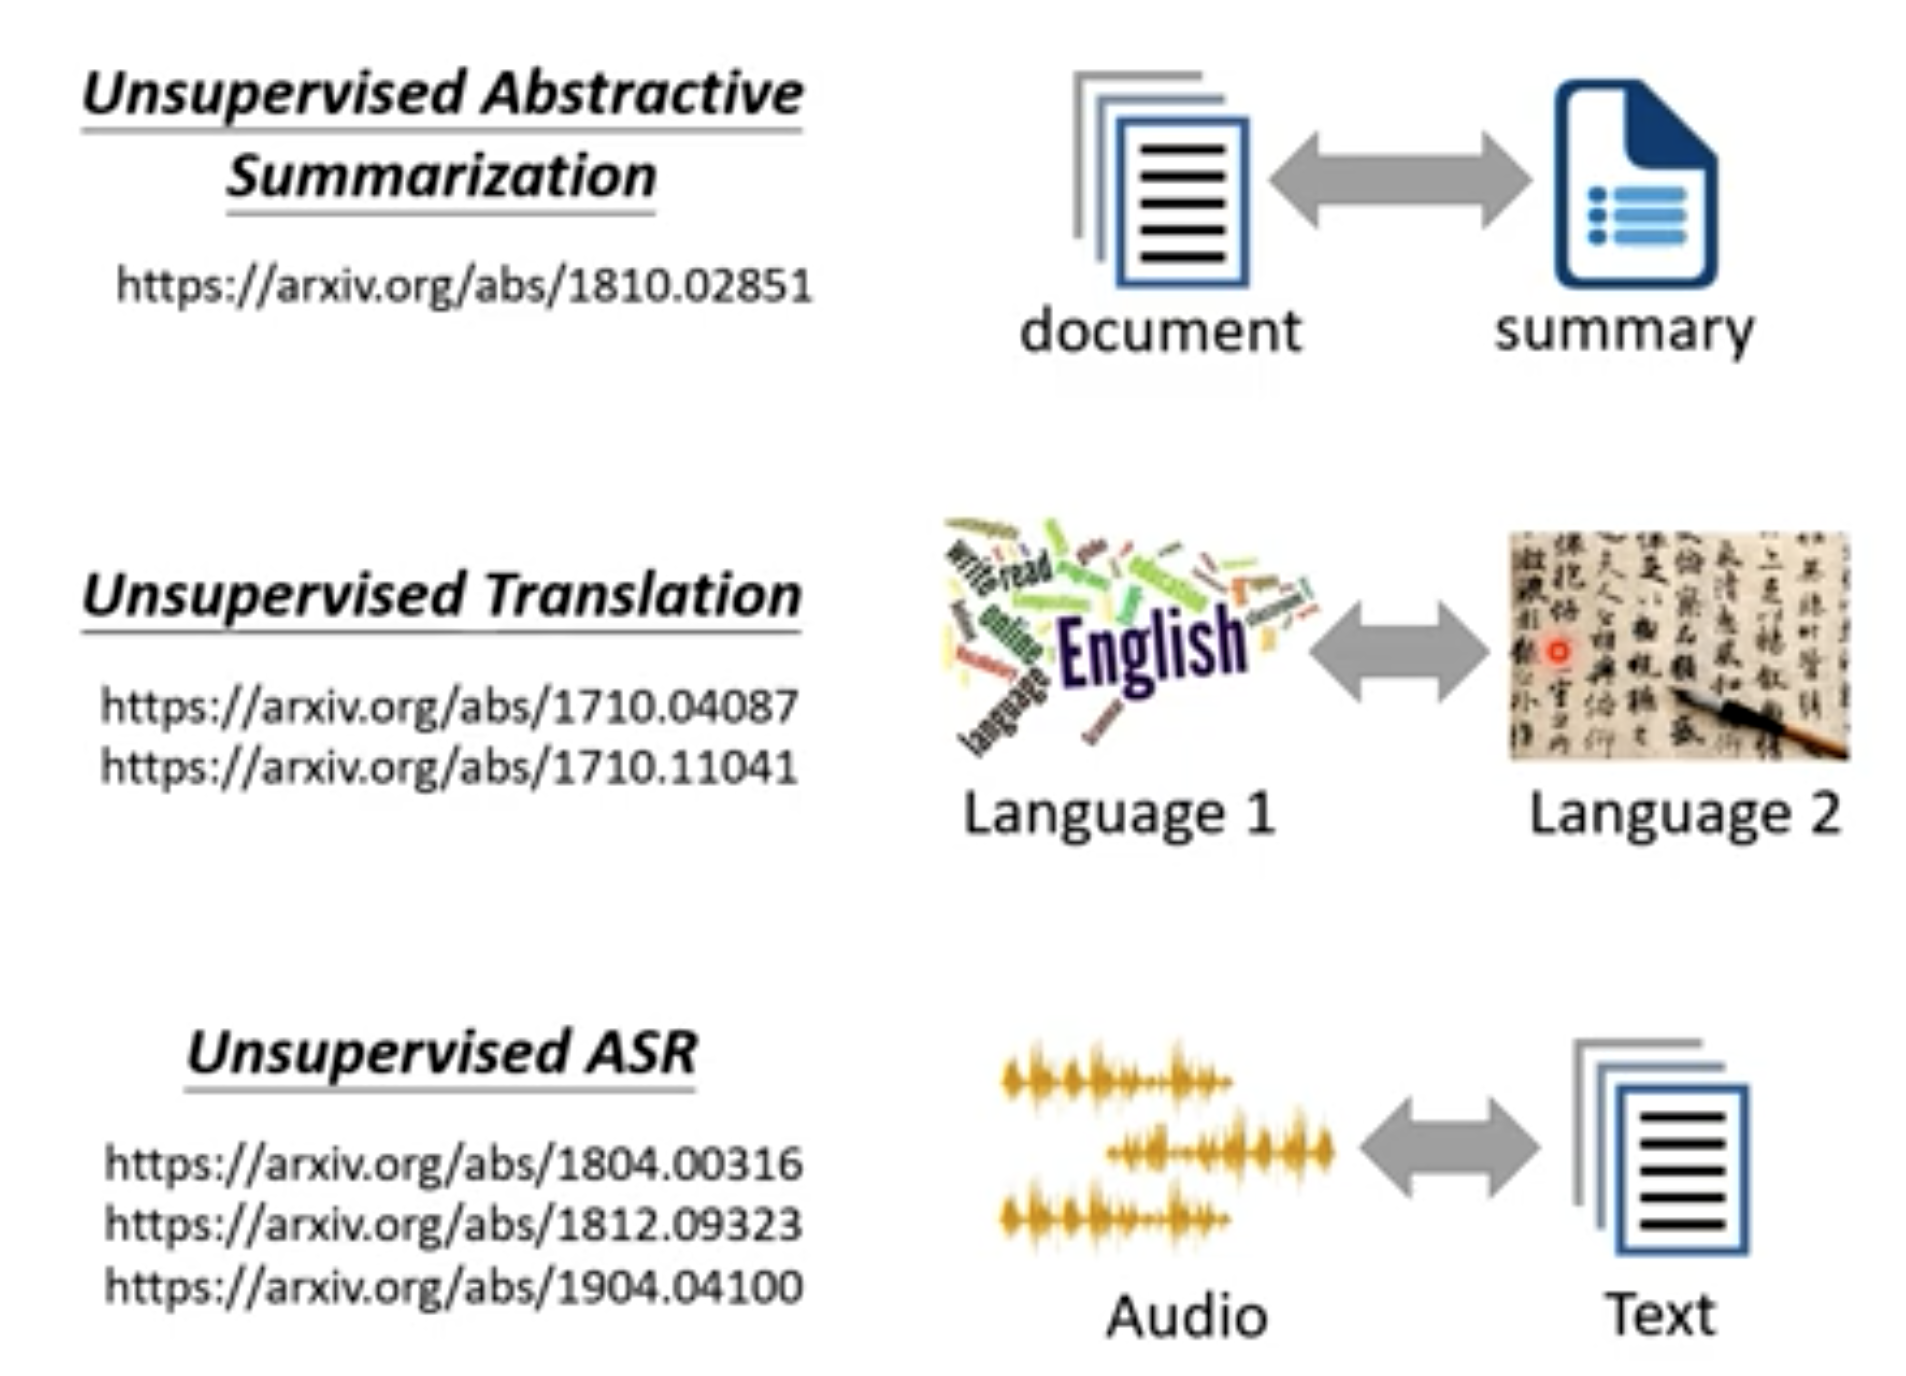 Unsupervised Abstractive
Summarization
https://arxiv.org/abs/1810.02851
document
summary
Unsupervised Translation
https://arxiv.org/abs/1710.04087
https://arxiv.org/abs/1710.11041
write
read
education
online
English
vocabulary
language
Language 1
Language 2
Unsupervised ASR
https://arxiv.org/abs/1804.00316
https://arxiv.org/abs/1812.09323
https://arxiv.org/abs/1904.04100
Audio
Text